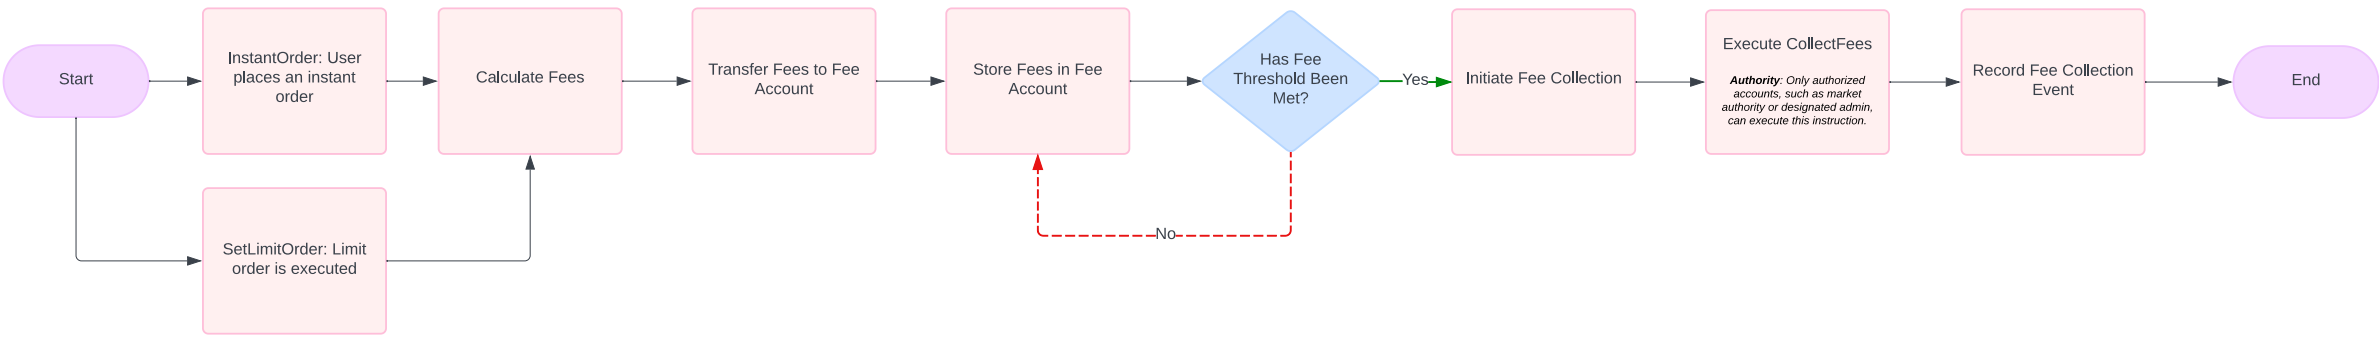 Start
InstantOrder: User
places an instant
order
Calculate Fees
Transfer Fees to Fee
Account
Store Fees in Fee
Account
Has Fee
Threshold Been
Met?
Yes
Initiate Fee Collection
Execute CollectFees
Authority: Only authorized
accounts, such as market
authority or designated admin,
can execute this instruction.
Record Fee Collection
Event
End
No
SetLimitOrder: Limit
order is executed